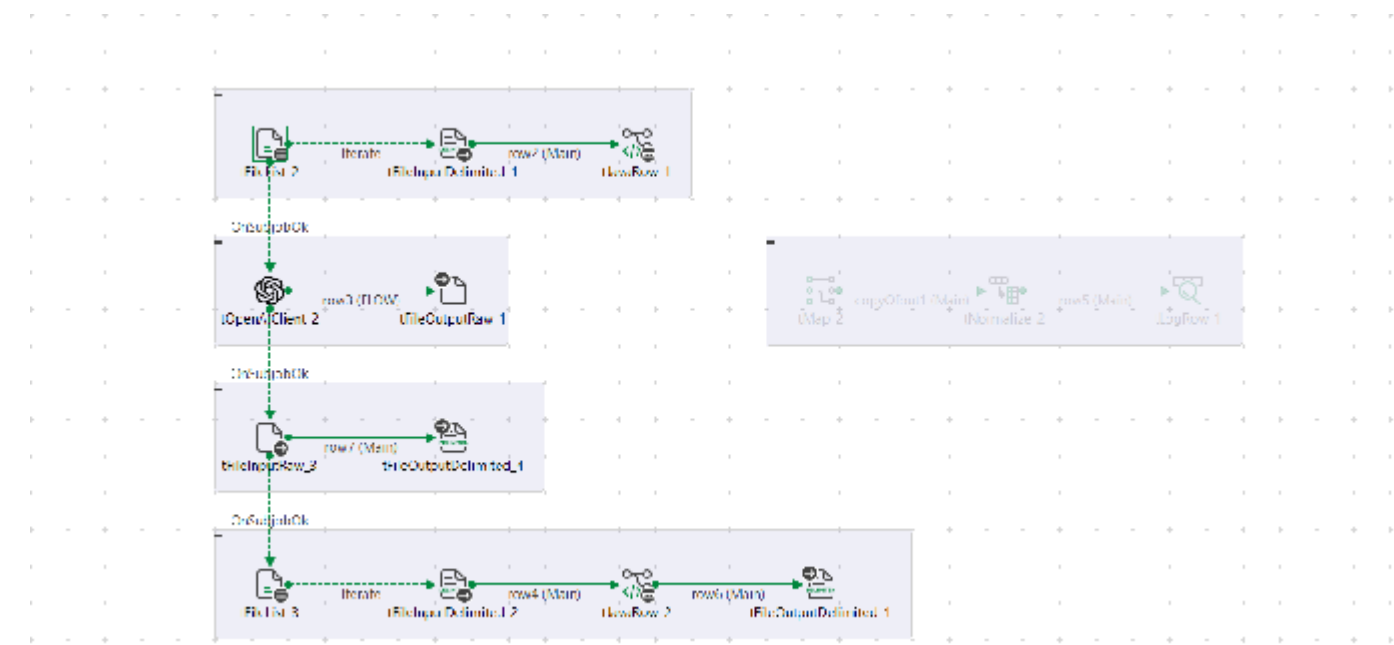 Iterate
row2 (Main)
tFileList_2
tFileInputDelimited_1
tJavaRow_1
OnSubjobOk
row3 (FLOW)
tOpenAIClient_2
tFileOutputRaw_1
copyOfout1 (Main)
row5 (Main)
tMap_2
tNormalize_2
tLogRow_1
OnSubjobOk
row7 (Main)
tFileInputRaw_3
tFileOutputDelimited_4
OnSubjobOk
Iterate
row4 (Main)
row6 (Main)
tFileList_3
tFileInputDelimited_2
tJavaRow_2
tFileOutputDelimited_1